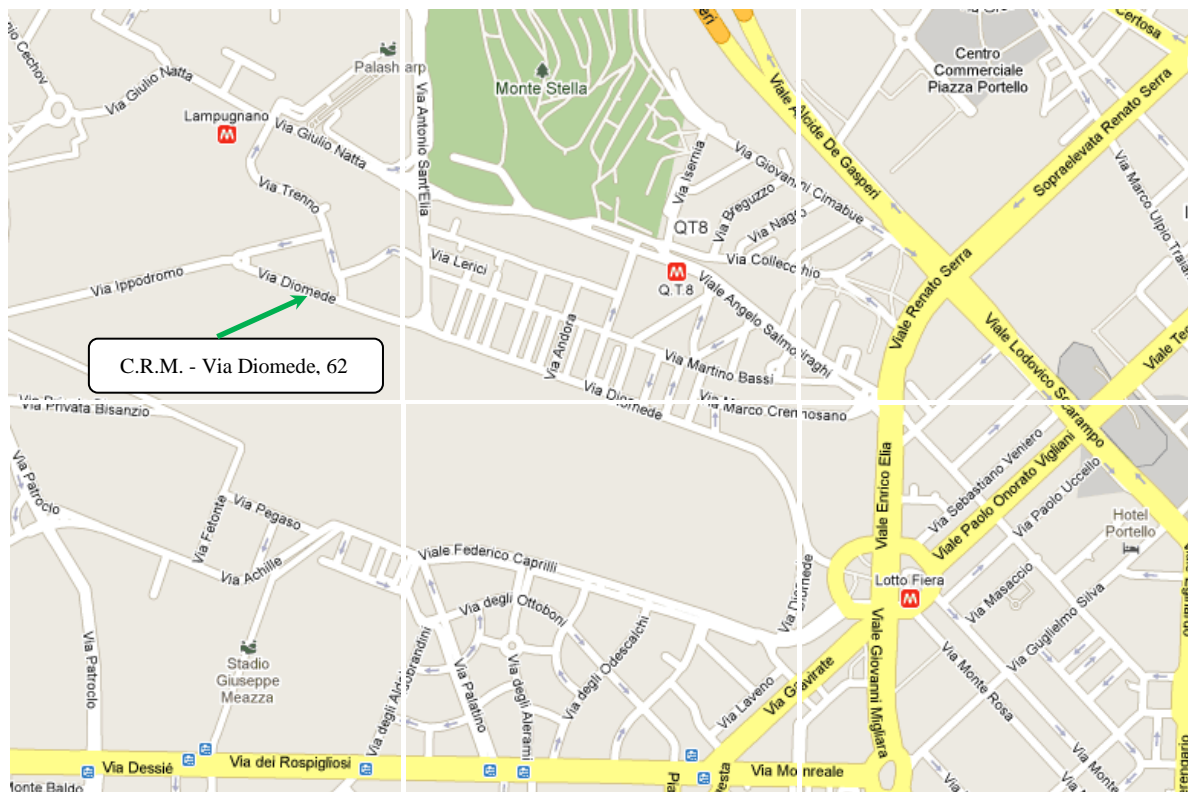 Via Giulio Natta
Palasharp
Lampugnano
Via Giulio Natta
Via Antonio Sant'Elia
Monte Stella
Viale Alcide De Gasperi
Centro
Commerciale
Piazza Portello
Certosa
Sopraelevata Renato Serra
Via Marco Ulpio Traiano
Via Isernia
Via Giovanni Cimabue
Via Breguzzo
Via Nago
QT8
Via Collecchio
Via Trenno
Via Lerici
Via Ippodromo
Via Diomede
M
Q.T.8
Viale Angelo Salmoiraghi
Viale Renato Serra
Viale Lodovico Scarampo
C.R.M. - Via Diomede, 62
Via Andora
Via Martino Bassi
Via Diomede
Via Marco Cremosano
Via Privata Bisanzio
Via Patroclo
Via Fetonte
Via Pegaso
Via Achille
Viale Federico Caprilli
Viale Enrico Elia
Via Sebastiano Veniero
Viale Paolo Onorato Vigliani
Via Paolo Uccello
Hotel
Portello
Lotto Fiera
M
Via Masaccio
Via Guglielmo Silva
Via Diomede
Via degli Ottoboni
Via degli Odescalchi
Via degli Aldobrandini
Via Palatino
Via degli Alerami
Via Patroclo
Stadio
Giuseppe
Meazza
Via Laveno
Via Gavirate
Viale Giovanni Migliara
Via Monte Rosa
Via Dessié
Via dei Rospigliosi
Via Monreale
Monte Baldo